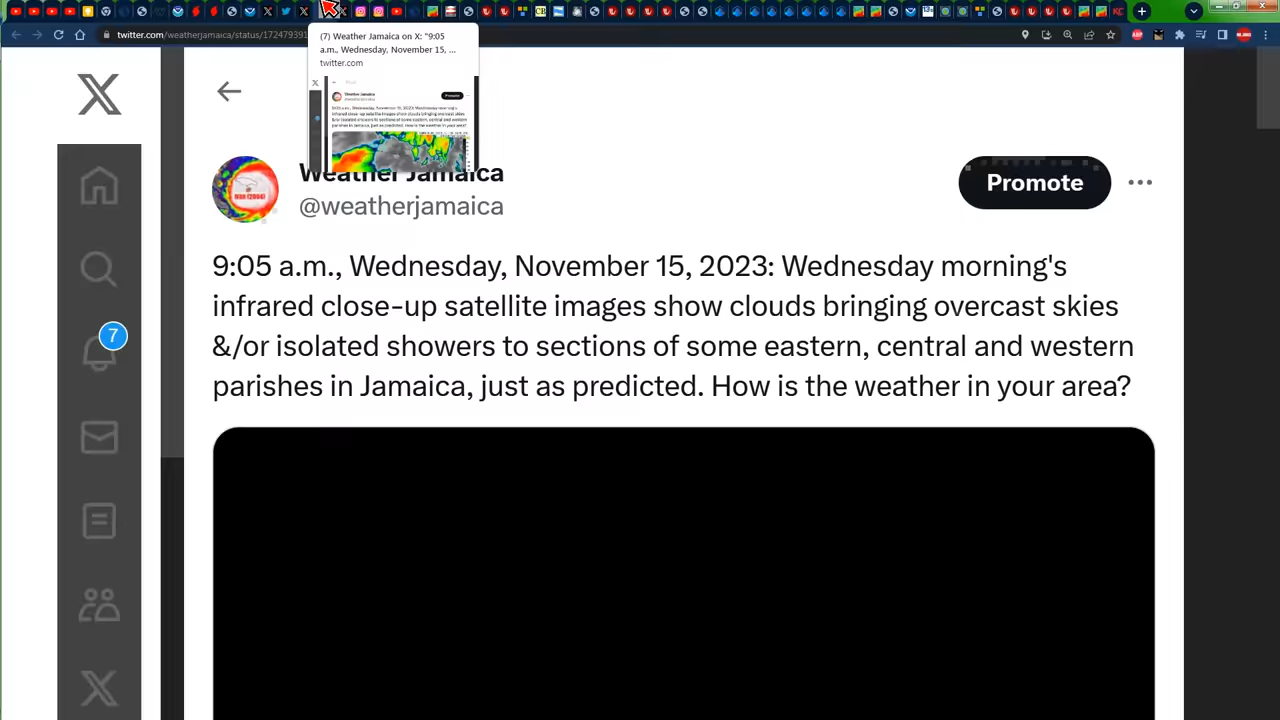 twitter.com/weatherjamaica/status/172479391
(7) Weather Jamaica on X: "9:05
a.m., Wednesday, November 15, ...
twitter.com
Weather Jamaica
@weatherjamaica
Promote
9:05 a.m., Wednesday, November 15, 2023: Wednesday morning's
infrared close-up satellite images show clouds bringing overcast skies
&/or isolated showers to sections of some eastern, central and western
parishes in Jamaica, just as predicted. How is the weather in your area?
7